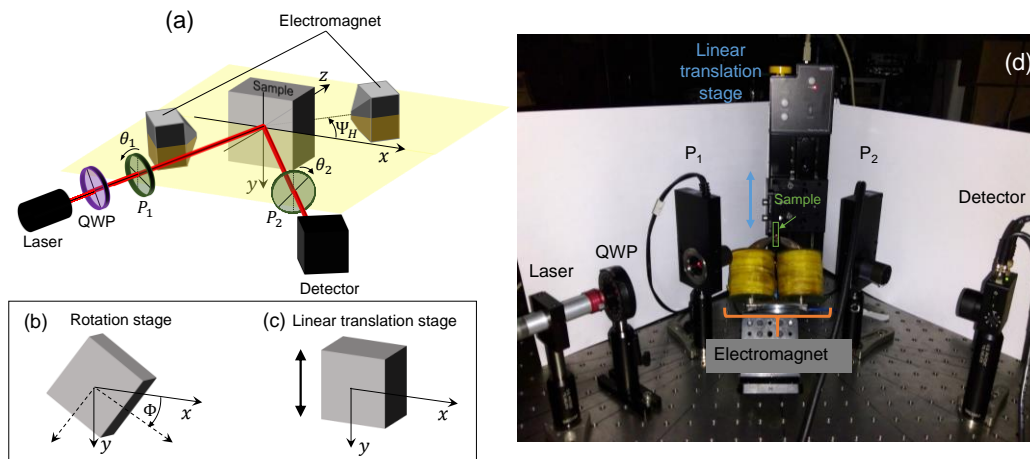 (a)
Electromagnet
Sample
z
Ψ_H
x
y
θ₁
θ₂
P₁
P₂
QWP
Laser
Detector
(b)
Rotation stage
x
Φ
y
(c)
Linear translation stage
x
y
(d)
Linear
translation
stage
P₁
P₂
Sample
Detector
QWP
Laser
Electromagnet